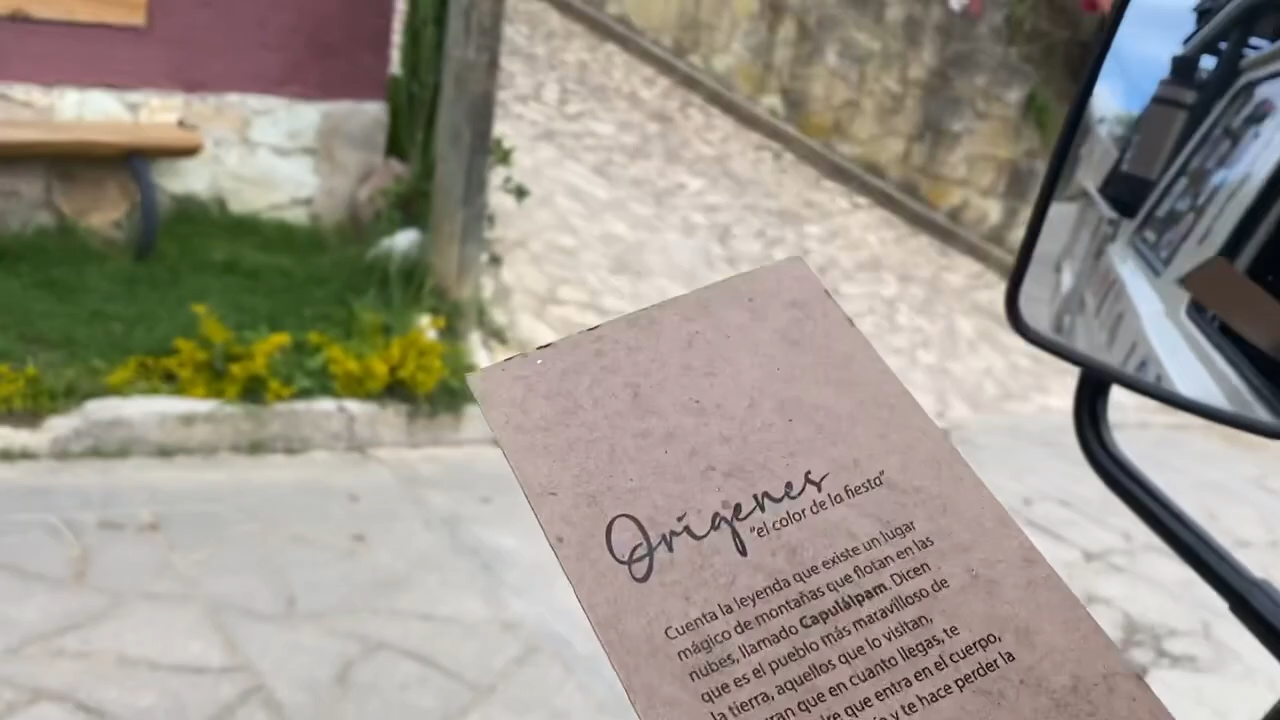 Orígenes
"el color de la fiesta"
Cuenta la leyenda que existe un lugar
mágico de montañas que flotan en las
nubes, llamado Capulálpam. Dicen
que es el pueblo más maravilloso de
la tierra, aquellos que lo visitan,
que en cuanto llegas, te
que entra en el cuerpo,
y te hace perder la